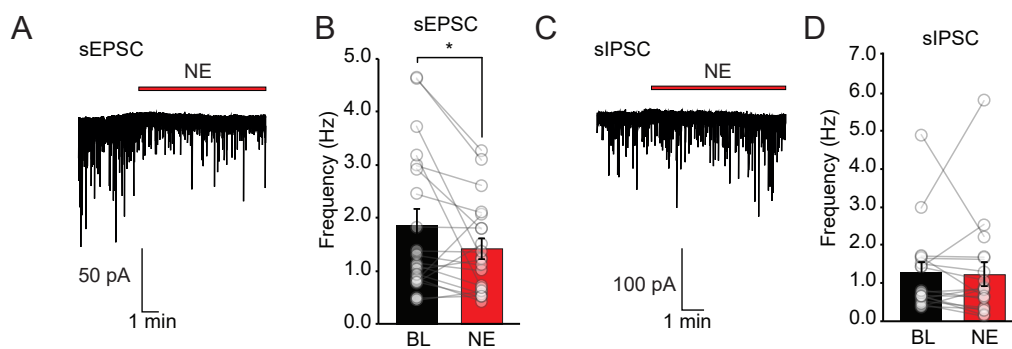 A
sEPSC
NE
50 pA
1 min
B
sEPSC
*
Frequency (Hz)
5.0
4.0
3.0
2.0
1.0
0.0
BL
NE
C
sIPSC
NE
100 pA
1 min
D
sIPSC
Frequency (Hz)
7.0
6.0
5.0
4.0
3.0
2.0
1.0
0.0
BL
NE